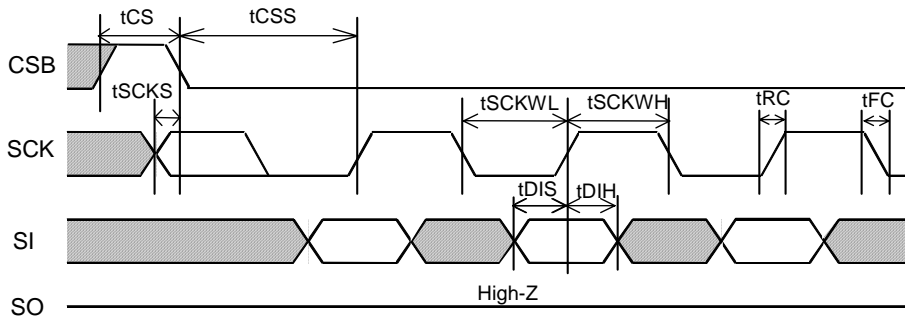 tCS
tCSS
CSB
tSCKS
tSCKWL
tSCKWH
tRC
tFC
SCK
tDIS
tDIH
SI
High-Z
SO